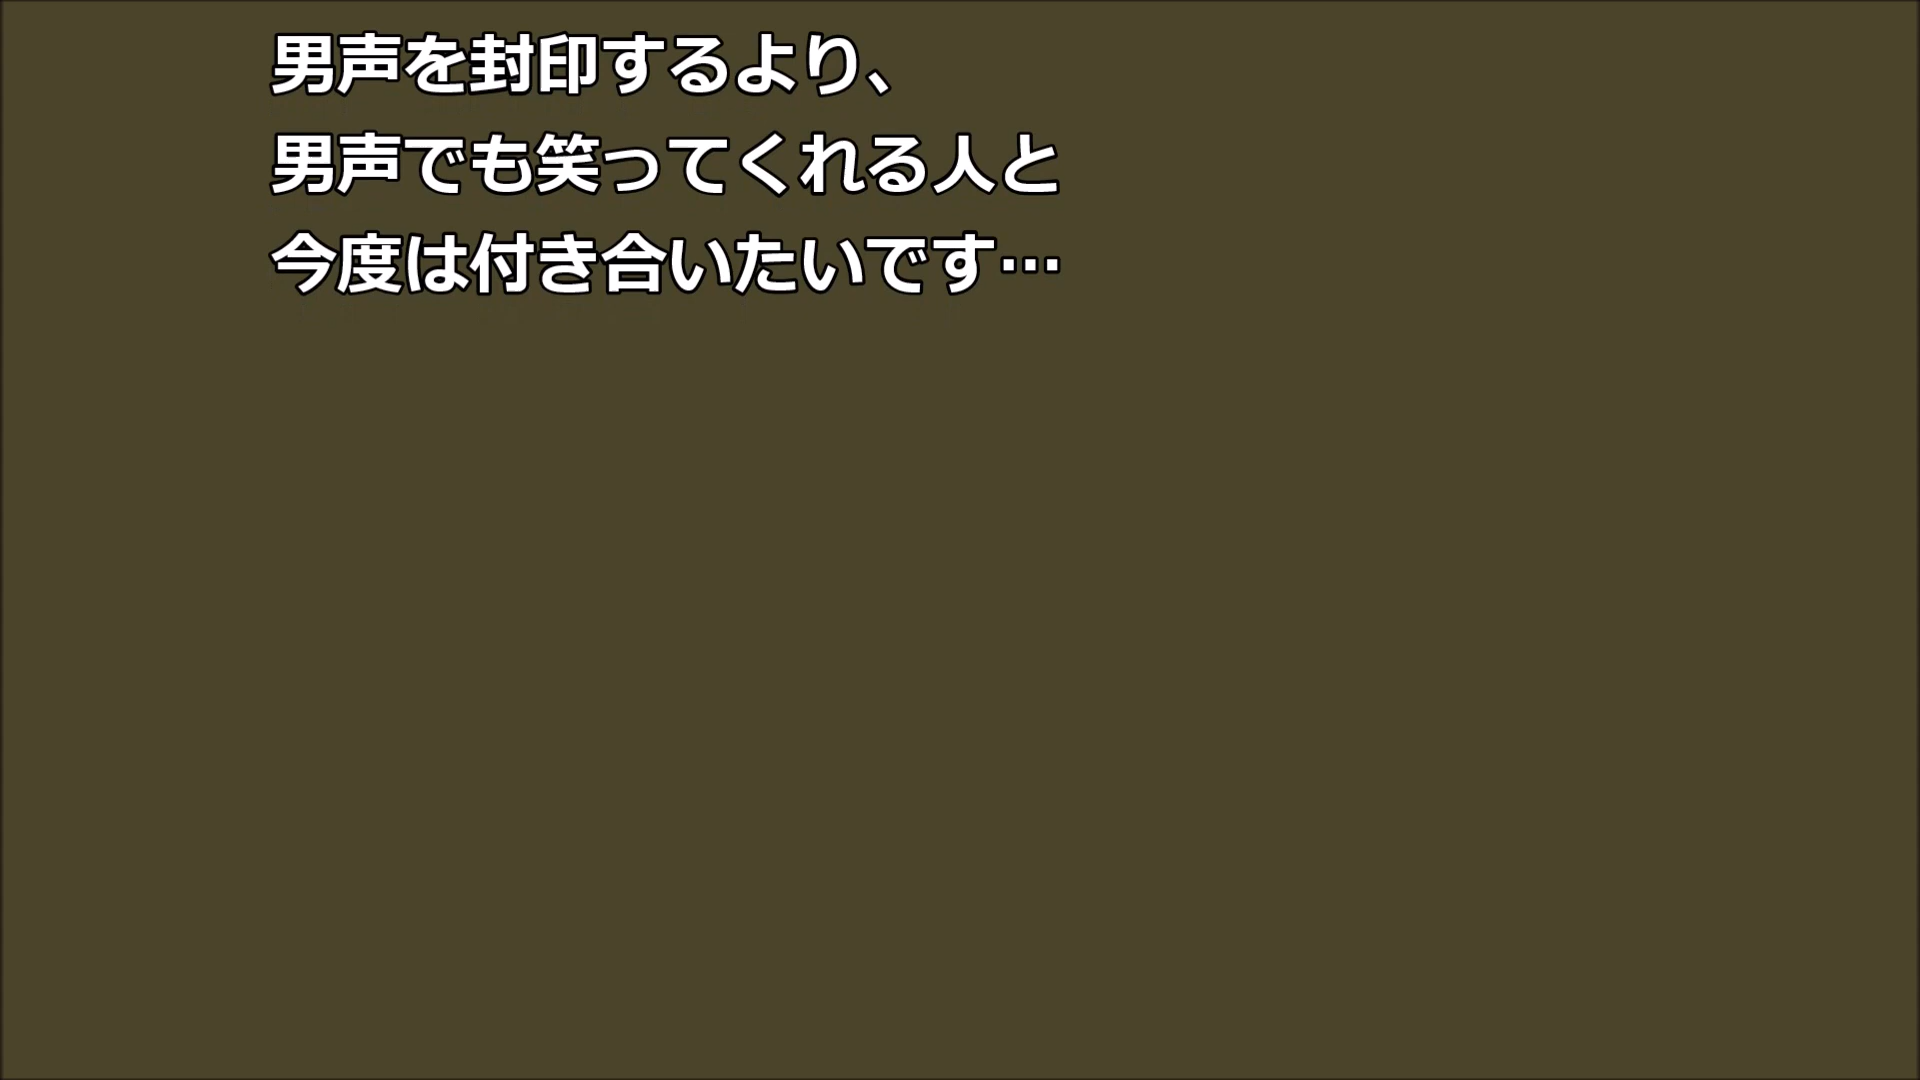 男声を封印するより、
男声でも笑ってくれる人と
今度は付き合いたいです…